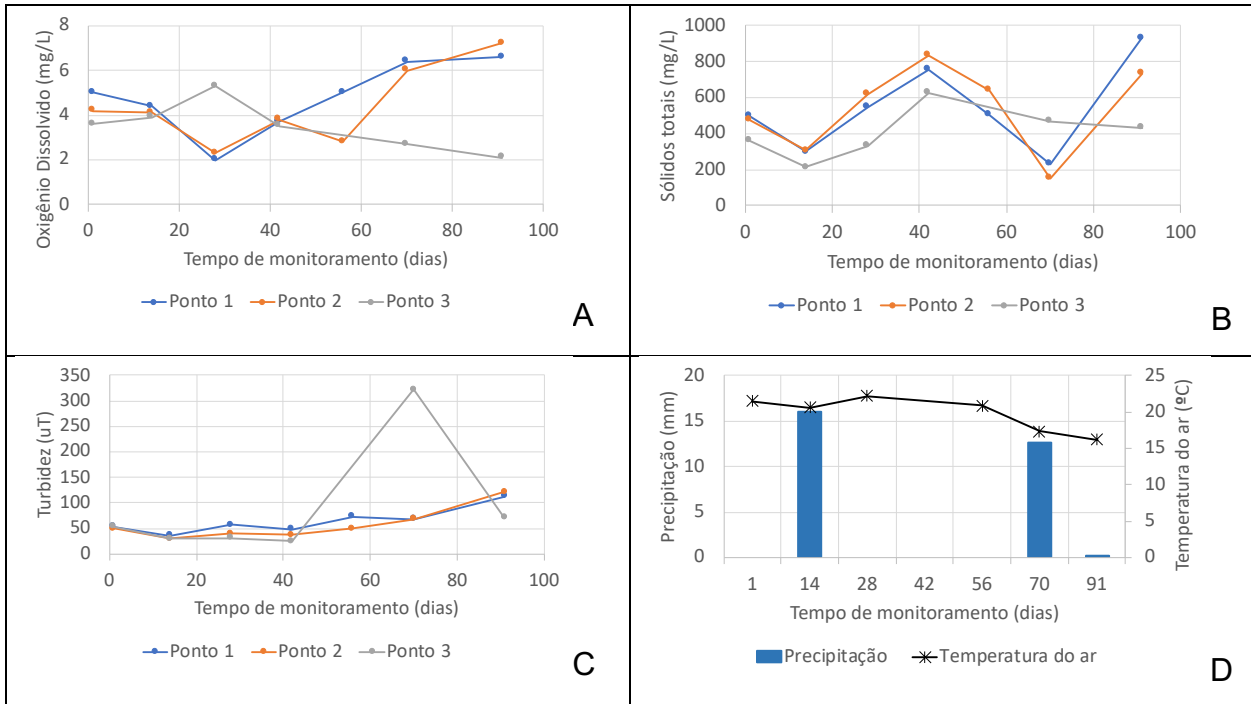 8
6
4
2
0
Oxigênio Dissolvido (mg/L)
0 20 40 60 80 100
Tempo de monitoramento (dias)
Ponto 1 Ponto 2 Ponto 3
A
1000
800
600
400
200
0
Sólidos totais (mg/L)
0 20 40 60 80 100
Tempo de monitoramento (dias)
Ponto 1 Ponto 2 Ponto 3
B
350
300
250
200
150
100
50
0
Turbidez (uT)
0 20 40 60 80 100
Tempo de monitoramento (dias)
Ponto 1 Ponto 2 Ponto 3
C
20
15
10
5
0
Precipitação (mm)
25
20
15
10
5
0
Temperatura do ar (ºC)
1 14 28 42 56 70 91
Tempo de monitoramento (dias)
Precipitação Temperatura do ar
D